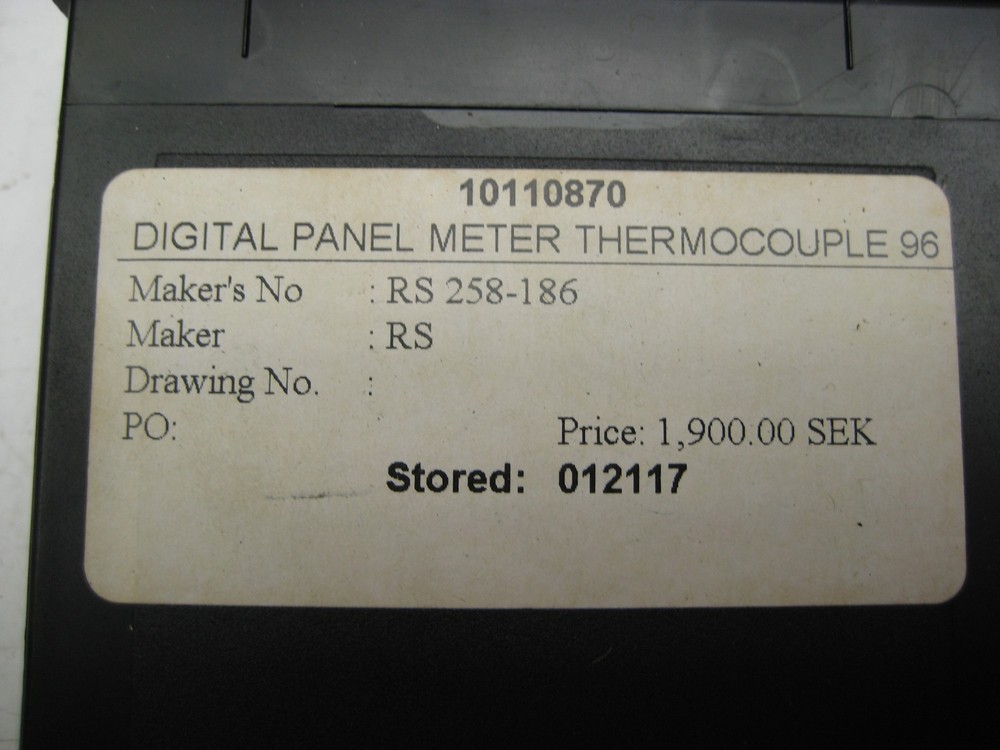 10110870
DIGITAL PANEL METER THERMOCOUPLE 96
Maker's No : RS 258-186
Maker : RS
Drawing No. :
PO: Price: 1,900.00 SEK
Stored: 012117